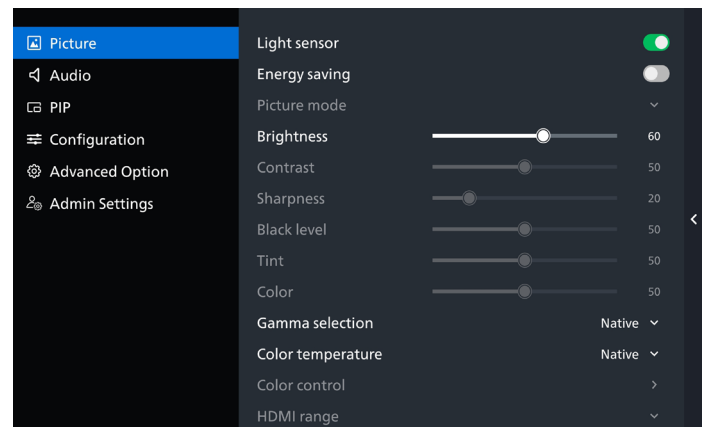 Picture
Audio
PIP
Configuration
Advanced Option
Admin Settings
Light sensor
Energy saving
Picture mode
Brightness 60
Contrast 50
Sharpness 20
Black level 50
Tint 50
Color 50
Gamma selection Native
Color temperature Native
Color control
HDMI range